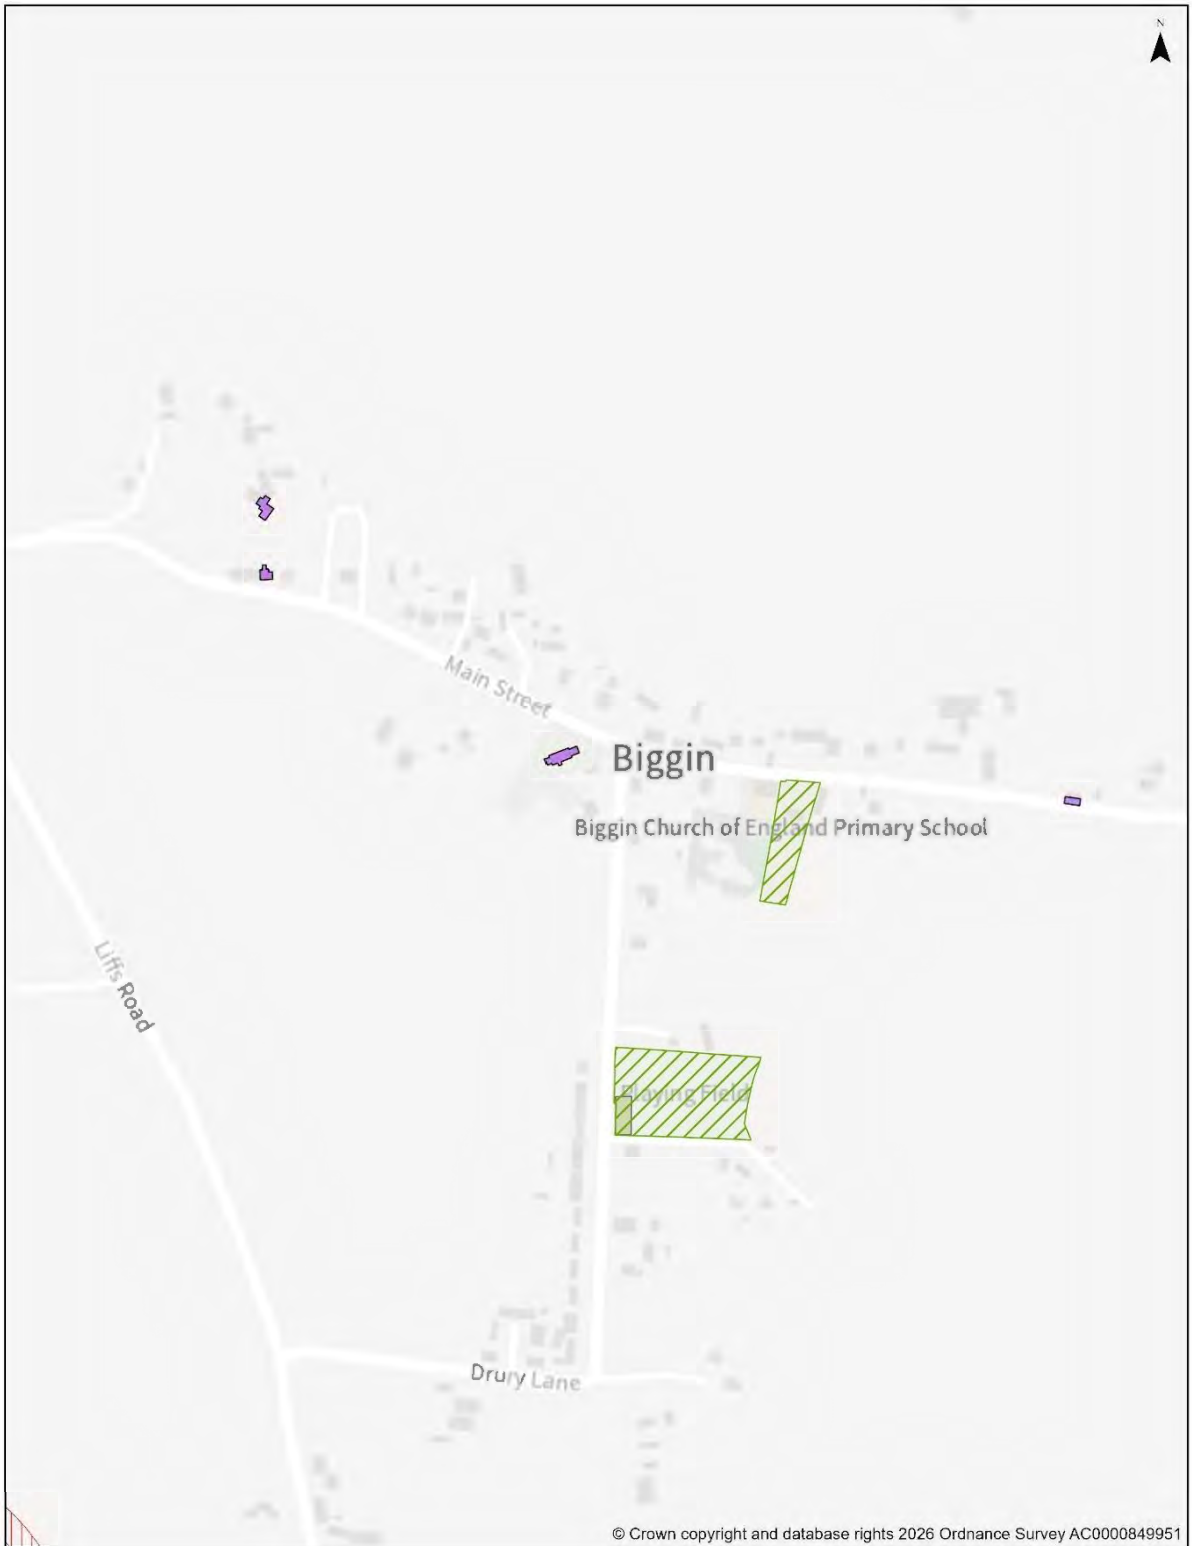 N
Main Street
Biggin
Biggin Church of England Primary School
Liffs Road
Playing Field
Drury Lane
© Crown copyright and database rights 2026 Ordnance Survey AC0000849951